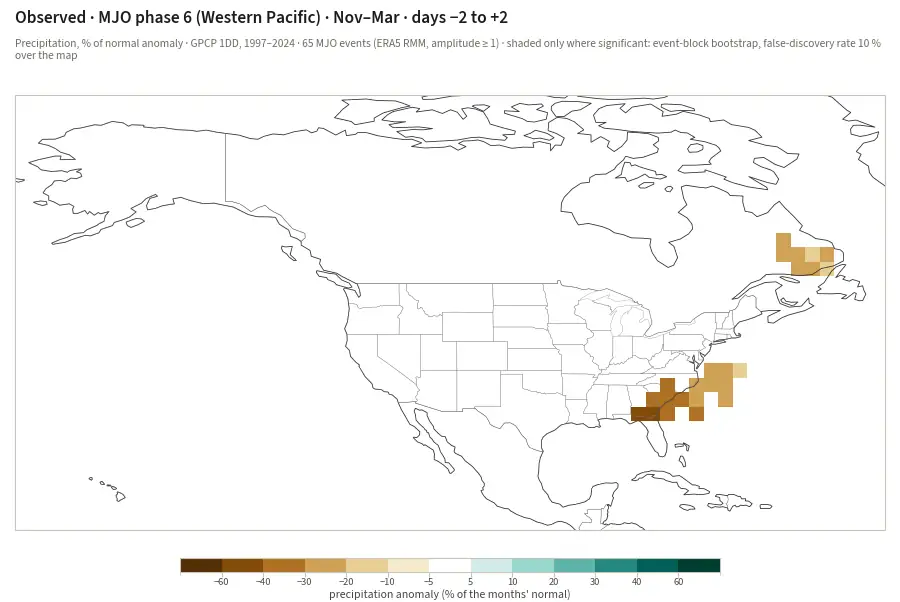 Observed · MJO phase 6 (Western Pacific) · Nov–Mar · days −2 to +2
Precipitation, % of normal anomaly · GPCP 1DD, 1997–2024 · 65 MJO events (ERA5 RMM, amplitude ≥ 1) · shaded only where significant: event-block bootstrap, false-discovery rate 10 %
over the map
−60 −40 −30 −20 −10 −5 5 10 20 30 40 60
precipitation anomaly (% of the months' normal)